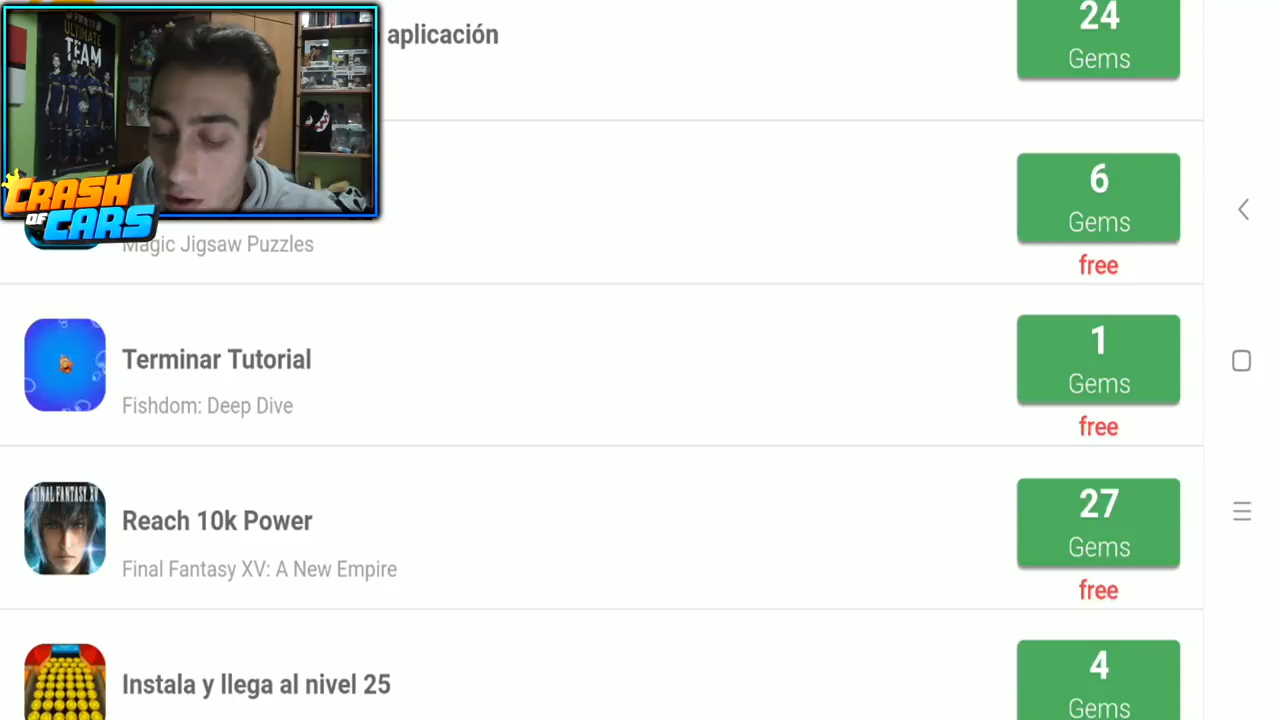 FIFA 17
ULTIMATE
TEAM
CRASH
OF
CARS
aplicación
24
Gems
Magic Jigsaw Puzzles
6
Gems
free
Terminar Tutorial
Fishdom: Deep Dive
1
Gems
free
FINAL FANTASY XV
Reach 10k Power
Final Fantasy XV: A New Empire
27
Gems
free
Instala y llega al nivel 25
4
Gems